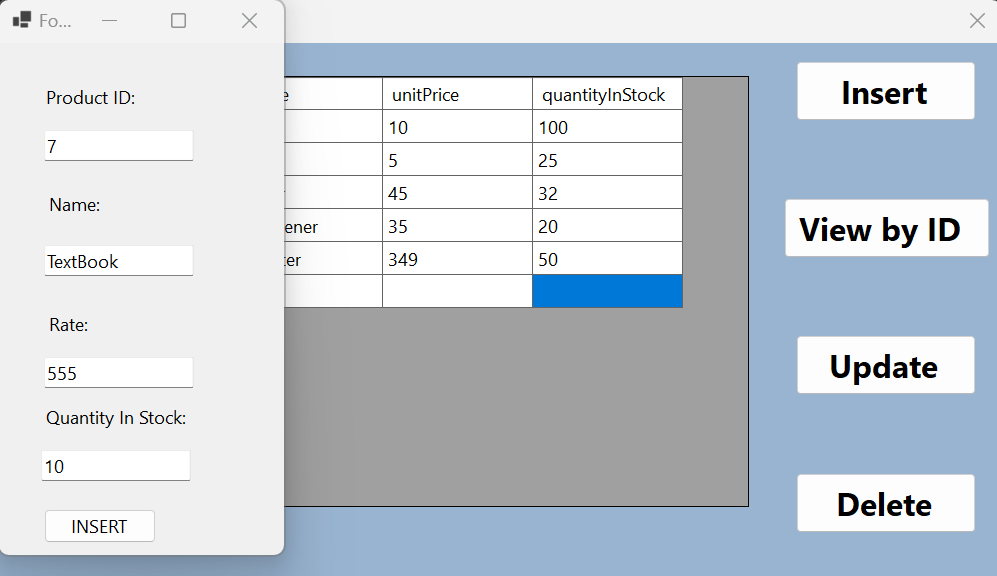 Fo...
Product ID:
7
Name:
TextBook
Rate:
555
Quantity In Stock:
10
INSERT
e unitPrice quantityInStock
10 100
5 25
45 32
ener 35 20
ter 349 50
Insert
View by ID
Update
Delete